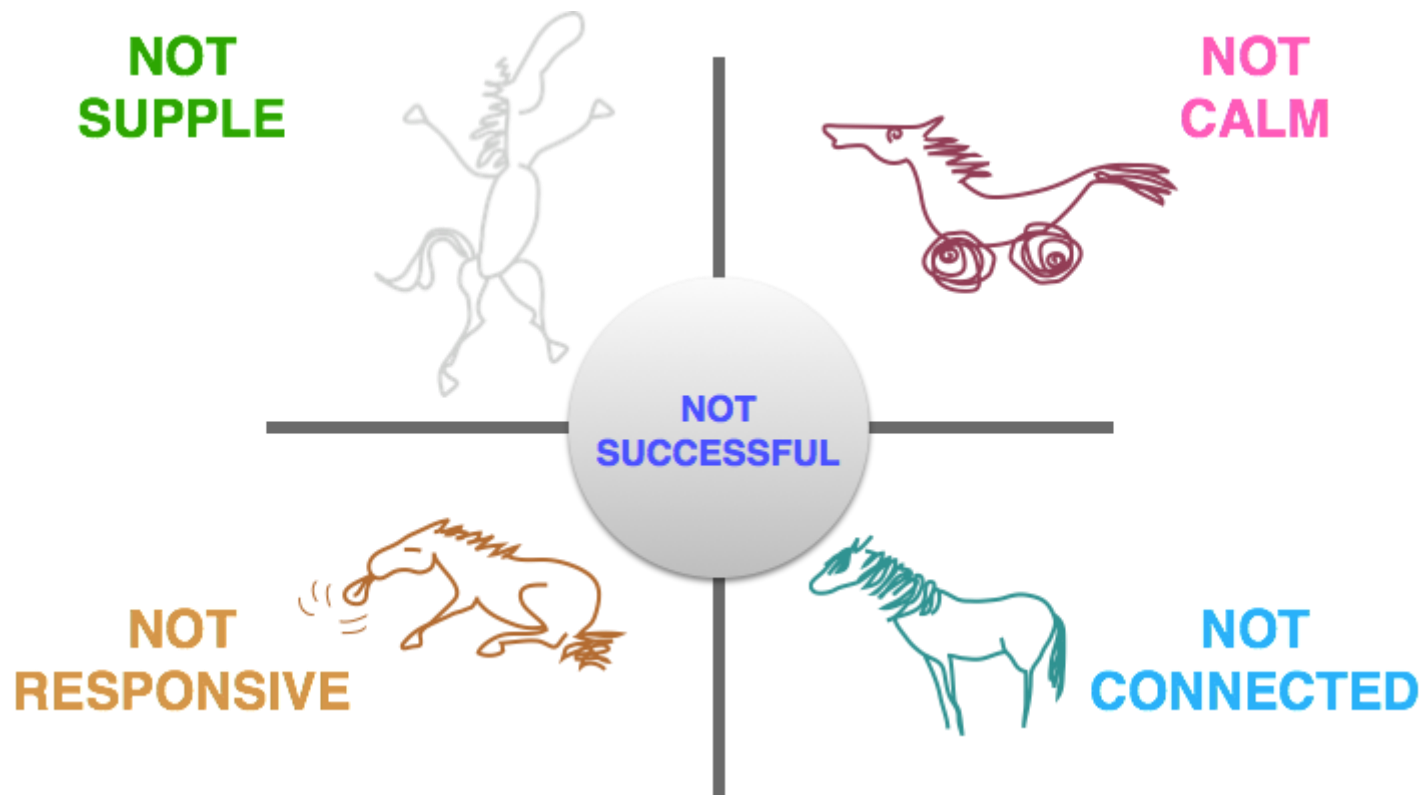 NOT
SUPPLE
NOT
CALM
NOT
SUCCESSFUL
NOT
RESPONSIVE
NOT
CONNECTED